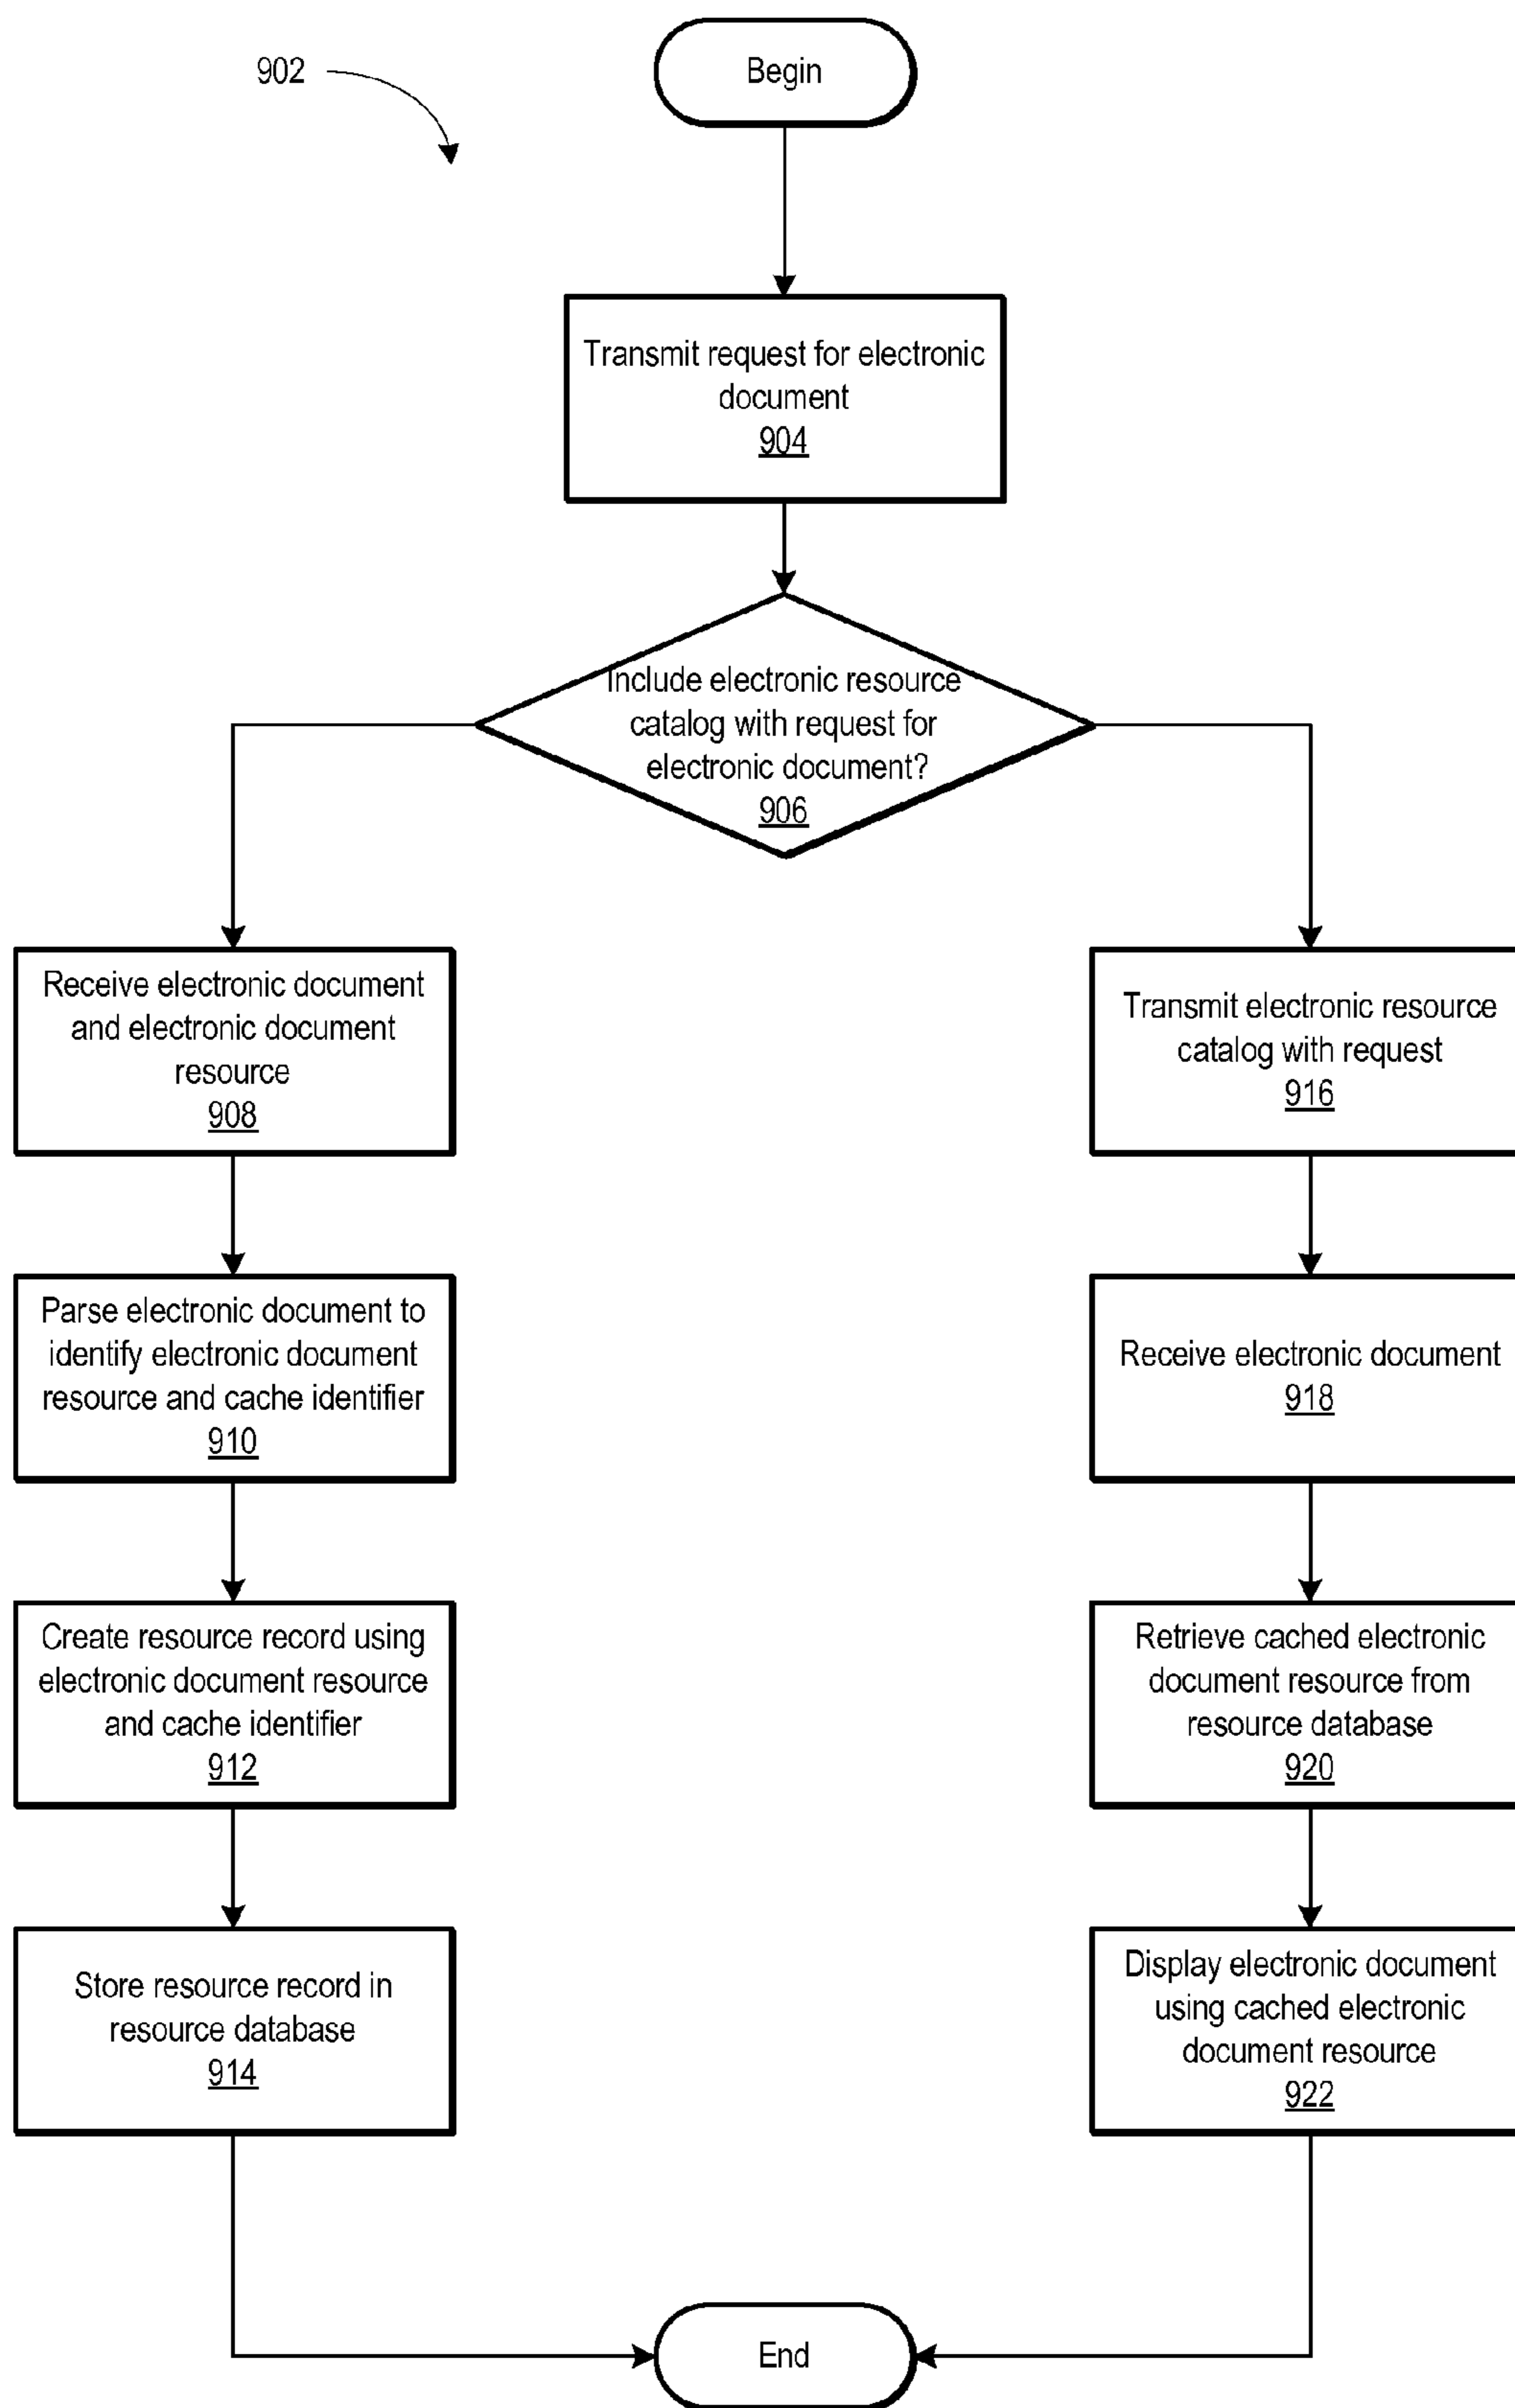 902
Begin
Transmit request for electronic
document
904
Include electronic resource
catalog with request for
electronic document?
906
Receive electronic document
and electronic document
resource
908
Parse electronic document to
identify electronic document
resource and cache identifier
910
Create resource record using
electronic document resource
and cache identifier
912
Store resource record in
resource database
914
Transmit electronic resource
catalog with request
916
Receive electronic document
918
Retrieve cached electronic
document resource from
resource database
920
Display electronic document
using cached electronic
document resource
922
End